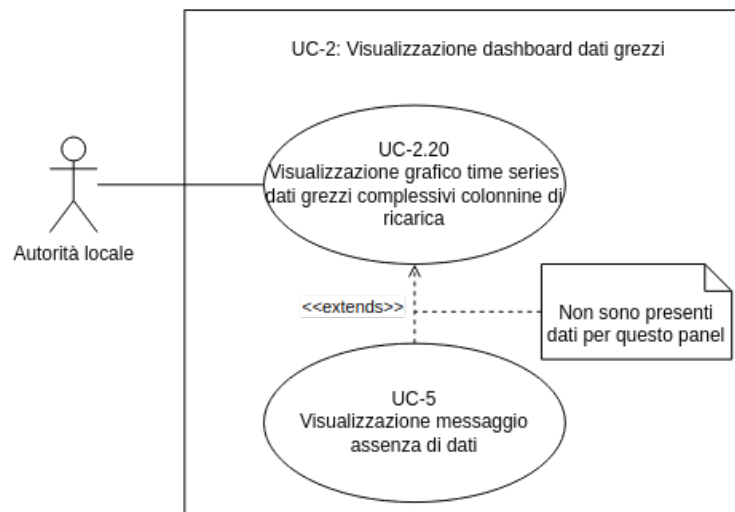 UC-2: Visualizzazione dashboard dati grezzi
UC-2.20
Visualizzazione grafico time series
dati grezzi complessivi colonnine di
ricarica
Autorità locale
<<extends>>
Non sono presenti
dati per questo panel
UC-5
Visualizzazione messaggio
assenza di dati